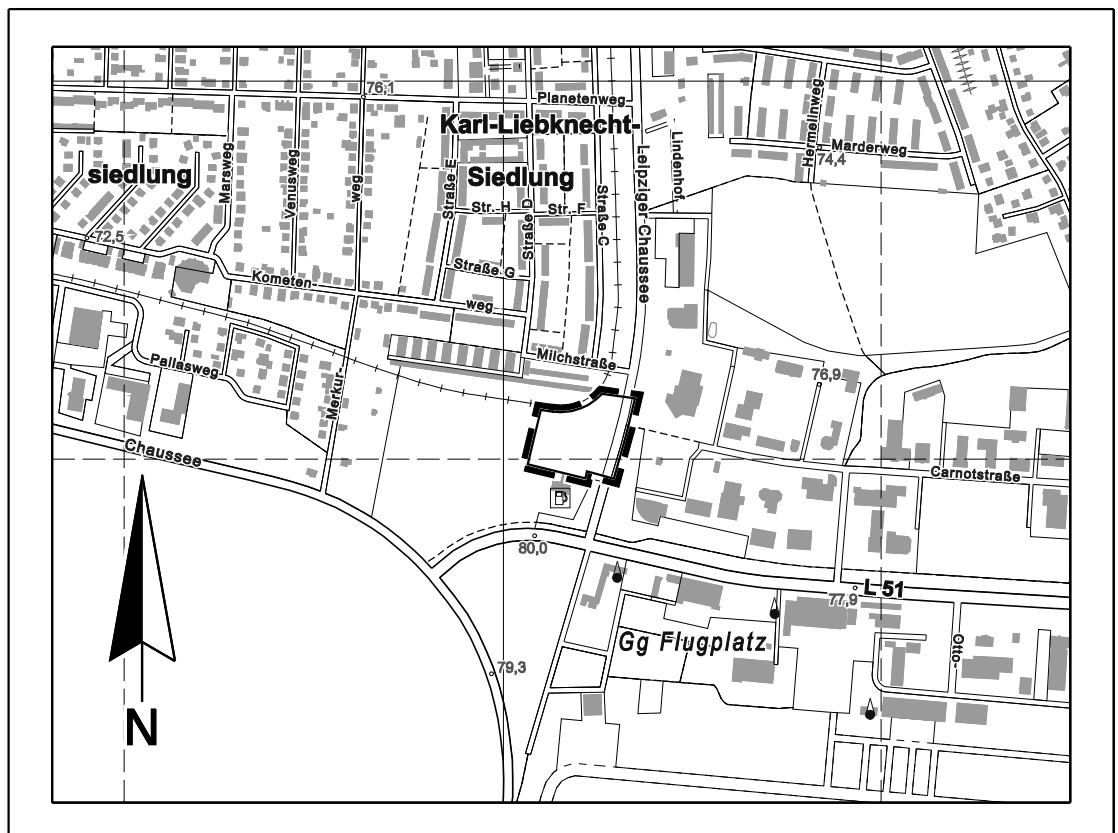 76,1
Planetenweg
Karl-Liebknecht-
Hermelinweg
Marderweg
74,4
Lindenhof
Leipziger-Chaussee
siedlung
Marsweg
Venusweg
weg
Straße-E
Siedlung
Str.-H
Straße-D
Str.-F
Straße-C
72,5
Kometen-
Straße-G
weg
Milchstraße
Pallasweg
Merkur-
76,9
Chaussee
Carnotstraße
80,0
L 51
77,9
Gg Flugplatz
Otto-
79,3
N